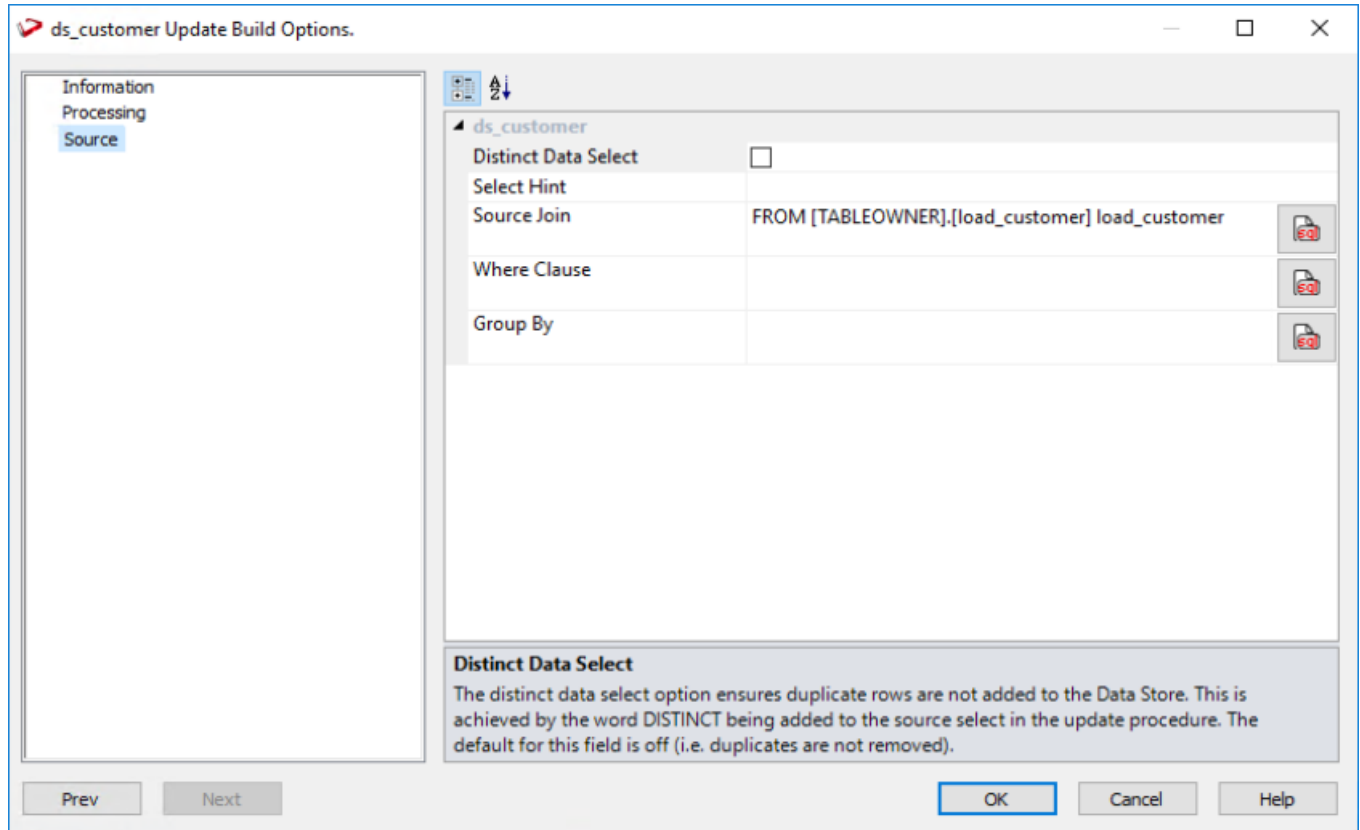 ds_customer Update Build Options.
Information
Processing
Source
ds_customer
Distinct Data Select
Select Hint
Source Join FROM [TABLEOWNER].[load_customer] load_customer
Where Clause
Group By
Distinct Data Select
The distinct data select option ensures duplicate rows are not added to the Data Store. This is
achieved by the word DISTINCT being added to the source select in the update procedure. The
default for this field is off (i.e. duplicates are not removed).
Prev Next OK Cancel Help